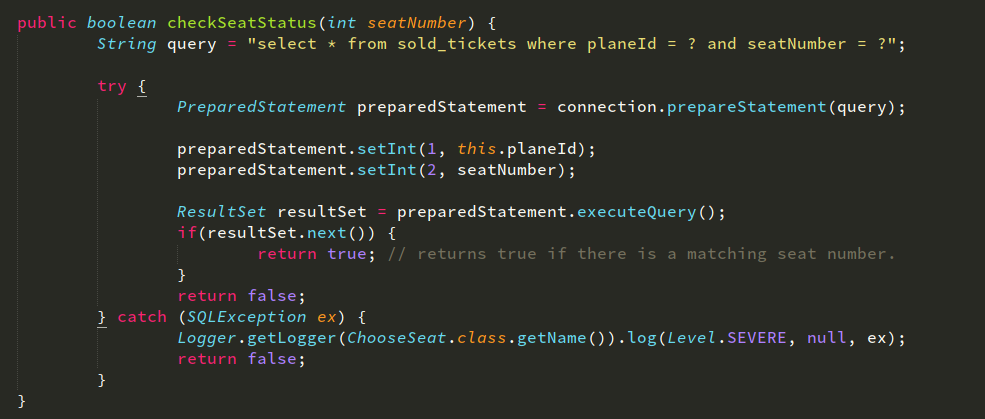 public boolean checkSeatStatus(int seatNumber) {
String query = "select * from sold_tickets where planeId = ? and seatNumber = ?";
try {
PreparedStatement preparedStatement = connection.prepareStatement(query);
preparedStatement.setInt(1, this.planeId);
preparedStatement.setInt(2, seatNumber);
ResultSet resultSet = preparedStatement.executeQuery();
if(resultSet.next()) {
return true; // returns true if there is a matching seat number.
}
return false;
} catch (SQLException ex) {
Logger.getLogger(ChooseSeat.class.getName()).log(Level.SEVERE, null, ex);
return false;
}
}